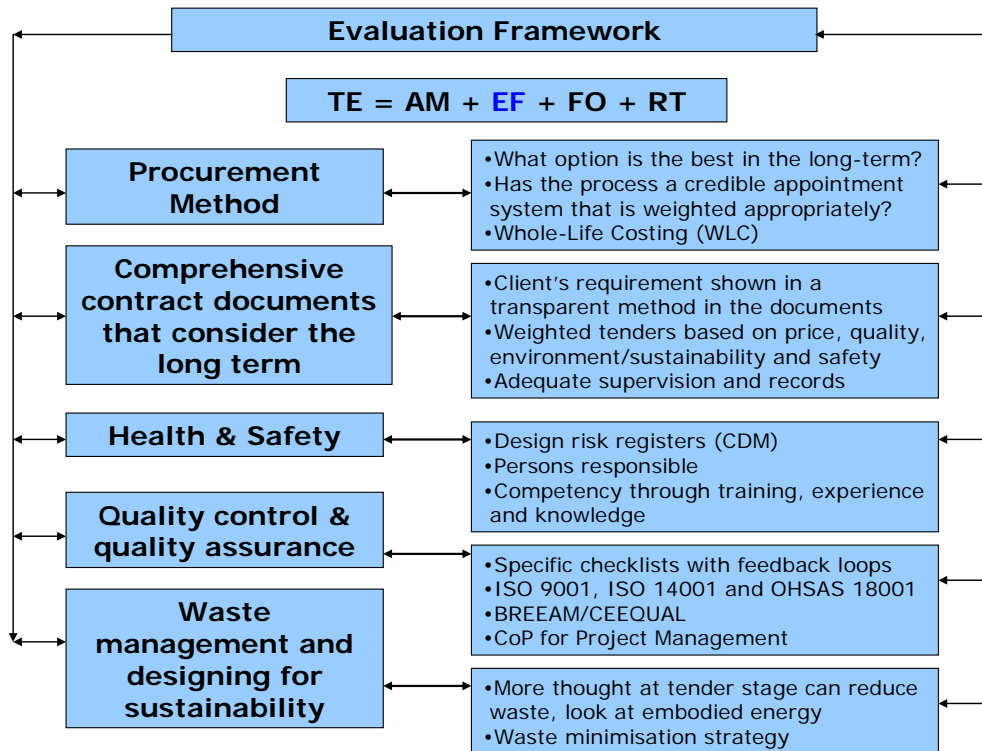 Evaluation Framework
TE = AM + EF + FO + RT
Procurement
Method
•What option is the best in the long-term?
•Has the process a credible appointment
system that is weighted appropriately?
•Whole-Life Costing (WLC)
Comprehensive
contract documents
that consider the
long term
•Client's requirement shown in a
transparent method in the documents
•Weighted tenders based on price, quality,
environment/sustainability and safety
•Adequate supervision and records
Health & Safety
•Design risk registers (CDM)
•Persons responsible
•Competency through training, experience
and knowledge
Quality control &
quality assurance
•Specific checklists with feedback loops
•ISO 9001, ISO 14001 and OHSAS 18001
•BREEAM/CEEQUAL
•CoP for Project Management
Waste
management and
designing for
sustainability
•More thought at tender stage can reduce
waste, look at embodied energy
•Waste minimisation strategy